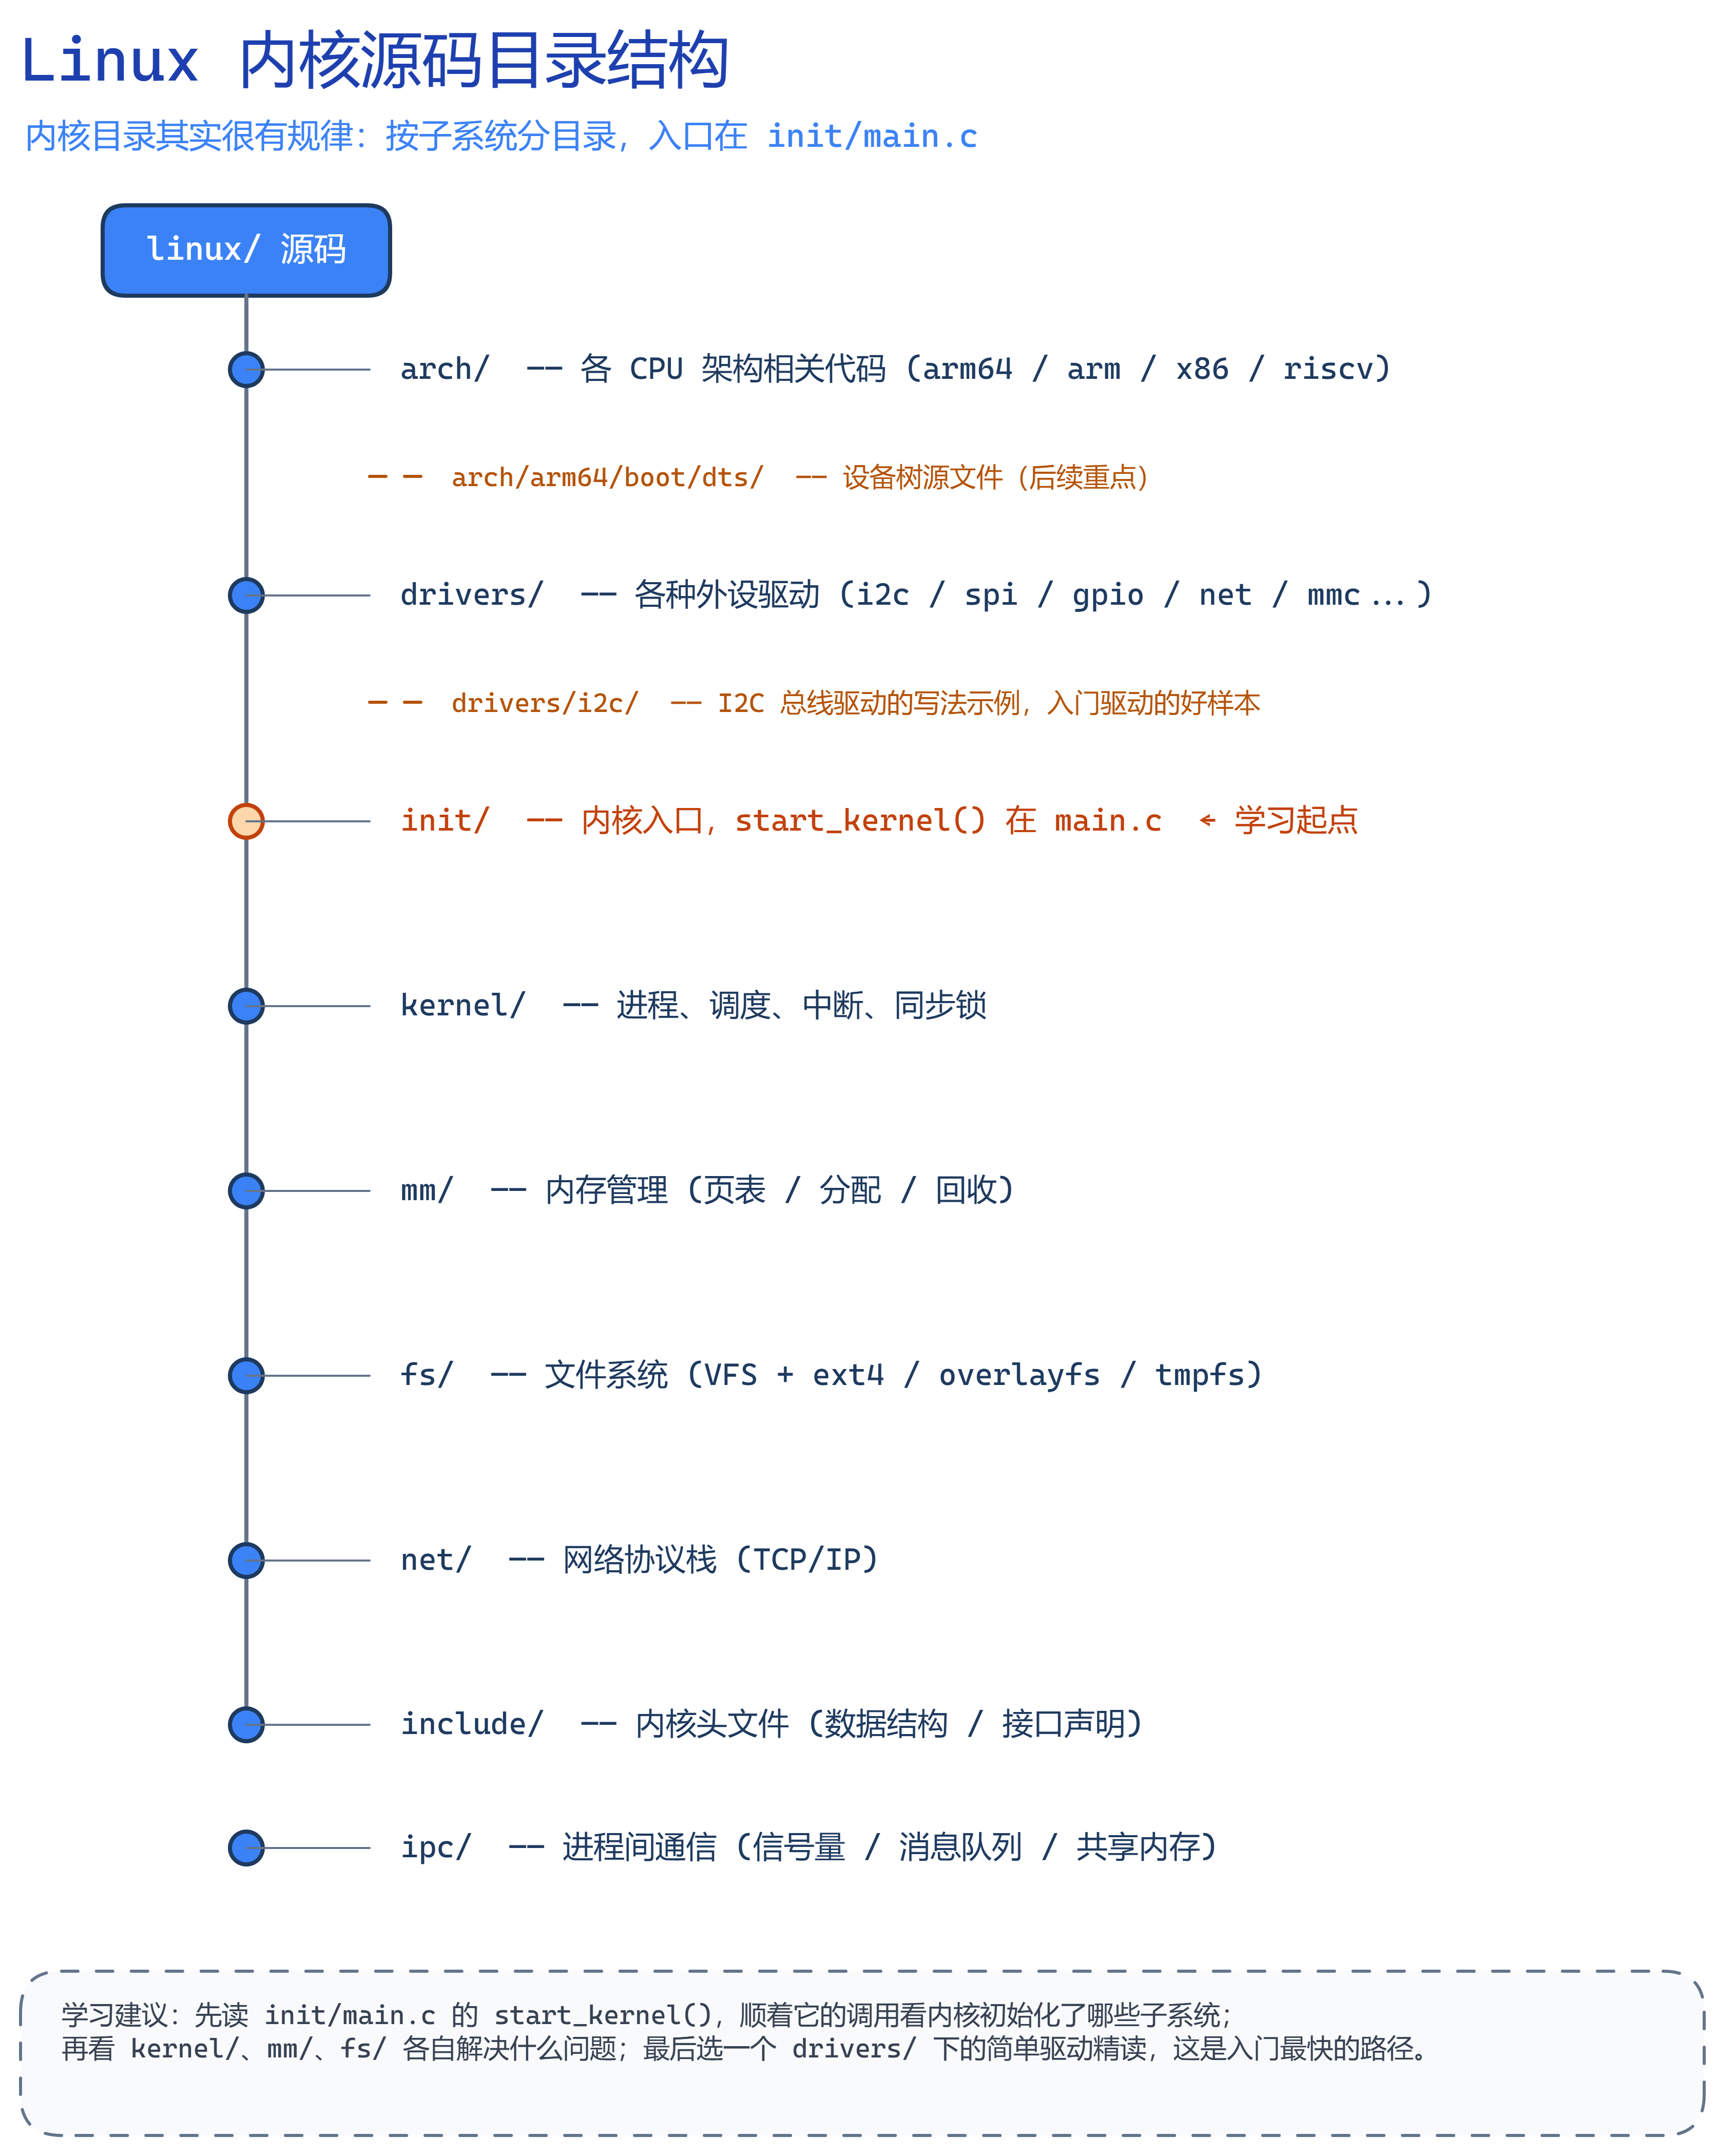 Linux 内核源码目录结构
内核目录其实很有规律：按子系统分目录，入口在 init/main.c
linux/ 源码
arch/ —— 各 CPU 架构相关代码 (arm64 / arm / x86 / riscv)
arch/arm64/boot/dts/ —— 设备树源文件（后续重点）
drivers/ —— 各种外设驱动 (i2c / spi / gpio / net / mmc...)
drivers/i2c/ —— I2C 总线驱动的写法示例，入门驱动的好样本
init/ —— 内核入口，start_kernel() 在 main.c ← 学习起点
kernel/ —— 进程、调度、中断、同步锁
mm/ —— 内存管理 (页表 / 分配 / 回收)
fs/ —— 文件系统 (VFS + ext4 / overlayfs / tmpfs)
net/ —— 网络协议栈 (TCP/IP)
include/ —— 内核头文件 (数据结构 / 接口声明)
ipc/ —— 进程间通信 (信号量 / 消息队列 / 共享内存)
学习建议：先读 init/main.c 的 start_kernel()，顺着它的调用看内核初始化了哪些子系统；
再看 kernel/、mm/、fs/ 各自解决什么问题；最后选一个 drivers/ 下的简单驱动精读，这是入门最快的路径。